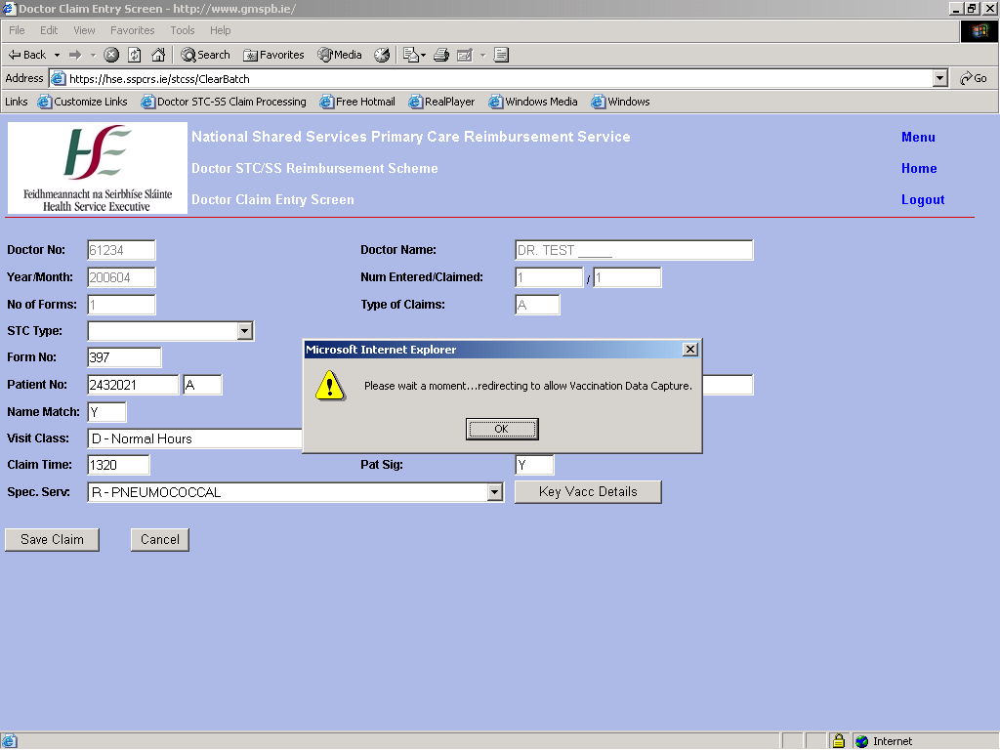 Doctor Claim Entry Screen - http://www.gmspb.ie/
File Edit View Favorites Tools Help
Back Search Favorites Media
Address https://hse.sspcrs.ie/stcss/ClearBatch Go
Links Customize Links Doctor STC-SS Claim Processing Free Hotmail RealPlayer Windows Media Windows
HSE
Feidhmeannacht na Seirbhíse Sláinte
Health Service Executive
National Shared Services Primary Care Reimbursement Service
Doctor STC/SS Reimbursement Scheme
Doctor Claim Entry Screen
Menu
Home
Logout
Doctor No: 61234 Doctor Name: DR. TEST _____
Year/Month: 200604 Num Entered/Claimed: 1 / 1
No of Forms: 1 Type of Claims: A
STC Type:
Form No: 397
Patient No: 2432021 A
Name Match: Y
Visit Class: D - Normal Hours
Claim Time: 1320 Pat Sig: Y
Spec. Serv: R - PNEUMOCOCCAL Key Vacc Details
Save Claim Cancel
Microsoft Internet Explorer
Please wait a moment...redirecting to allow Vaccination Data Capture.
OK
Internet